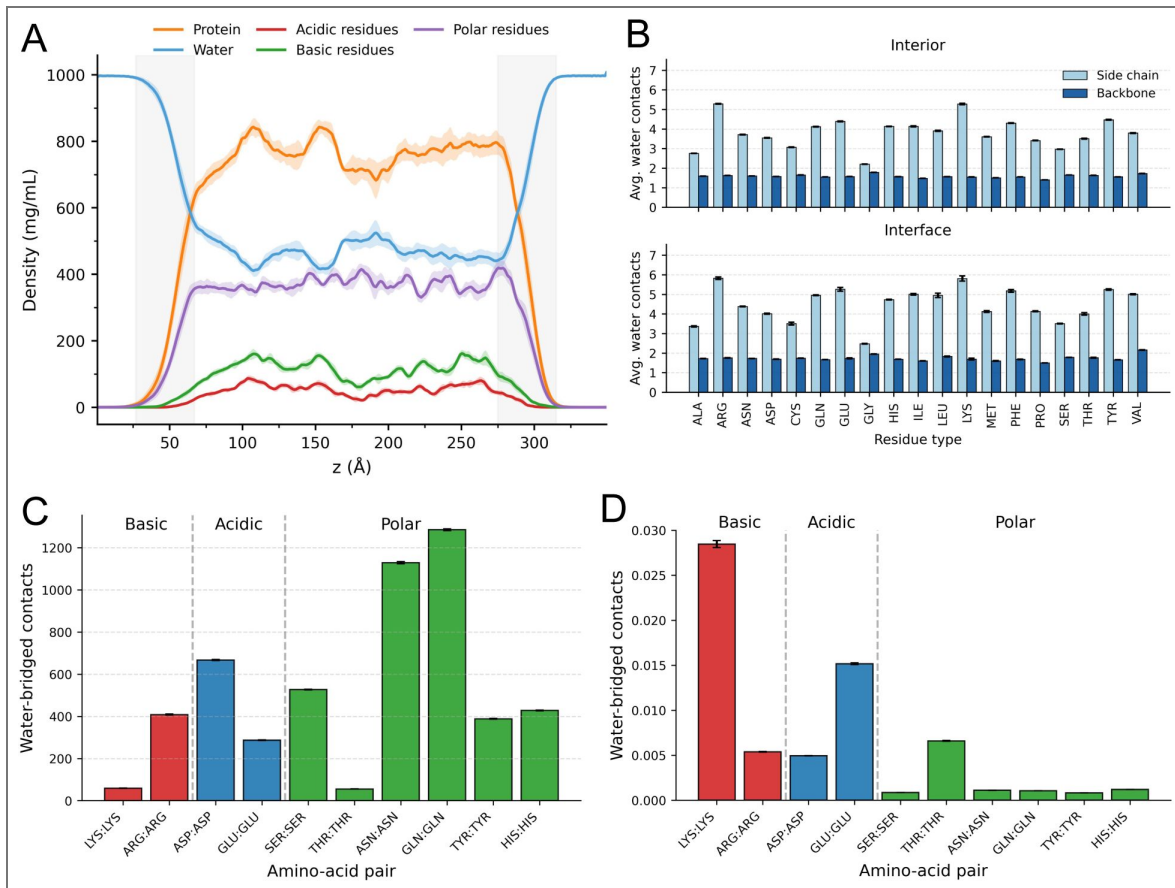 A
Protein
Water
Acidic residues
Basic residues
Polar residues
Density (mg/mL)
1000
800
600
400
200
0
50
100
150
200
250
300
z (Å)
B
Interior
Avg. water contacts
7
6
5
4
3
2
1
0
Side chain
Backbone
Interface
Avg. water contacts
7
6
5
4
3
2
1
0
ALA
ARG
ASN
ASP
CYS
GLN
GLU
GLY
HIS
ILE
LEU
LYS
MET
PHE
PRO
SER
THR
TYR
VAL
Residue type
C
Basic
Acidic
Polar
Water-bridged contacts
1200
1000
800
600
400
200
0
LYS:LYS
ARG:ARG
ASP:ASP
GLU:GLU
SER:SER
THR:THR
ASN:ASN
GLN:GLN
TYR:TYR
HIS:HIS
Amino-acid pair
D
Basic
Acidic
Polar
Water-bridged contacts
0.030
0.025
0.020
0.015
0.010
0.005
0.000
LYS:LYS
ARG:ARG
ASP:ASP
GLU:GLU
SER:SER
THR:THR
ASN:ASN
GLN:GLN
TYR:TYR
HIS:HIS
Amino-acid pair